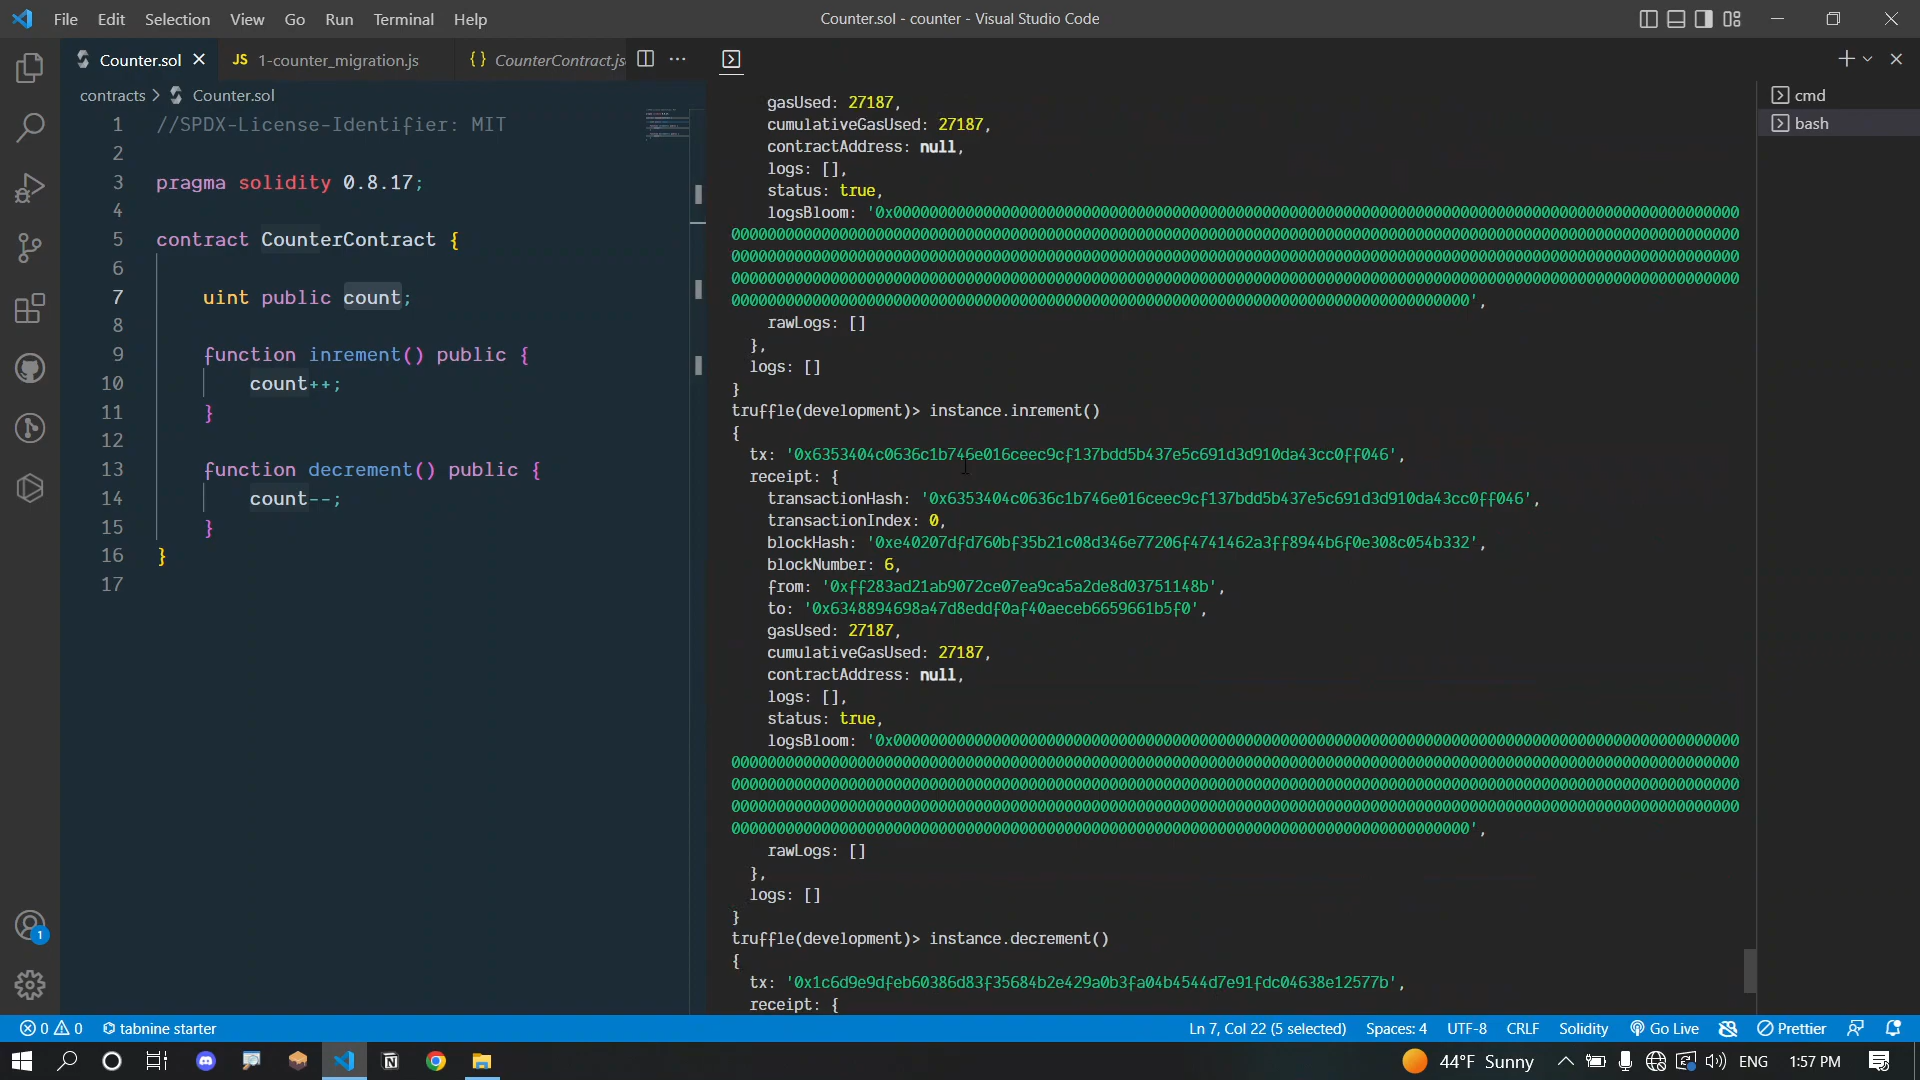 File Edit Selection View Go Run Terminal Help
Counter.sol - counter - Visual Studio Code
Counter.sol
JS 1-counter_migration.js
{ } CounterContract.js
contracts > Counter.sol
1 //SPDX-License-Identifier: MIT
2
3 pragma solidity 0.8.17;
4
5 contract CounterContract {
6
7 uint public count;
8
9 function inrement() public {
10 count++;
11 }
12
13 function decrement() public {
14 count--;
15 }
16 }
17
gasUsed: 27187,
cumulativeGasUsed: 27187,
contractAddress: null,
logs: [],
status: true,
rawLogs: []
},
logs: []
}
truffle(development)> instance.inrement()
{
tx: '0x6353404c0636c1b746e016ceec9cf137bdd5b437e5c691d3d910da43cc0ff046',
receipt: {
transactionHash: '0x6353404c0636c1b746e016ceec9cf137bdd5b437e5c691d3d910da43cc0ff046',
transactionIndex: 0,
blockHash: '0xe40207dfd760bf35b21c08d346e77206f4741462a3ff8944b6f0e308c054b332',
blockNumber: 6,
from: '0xff283ad21ab9072ce07ea9ca5a2de8d03751148b',
to: '0x6348894698a47d8eddf0af40aeceb6659661b5f0',
gasUsed: 27187,
cumulativeGasUsed: 27187,
contractAddress: null,
logs: [],
status: true,
logsBloom:
rawLogs: []
},
logs: []
}
truffle(development)> instance.decrement()
{
tx: '0x1c6d9e9dfeb60386d83f35684b2e429a0b3fa04b4544d7e91fdc04638e12577b',
receipt: {
cmd
bash
1
0 0 tabnine starter
Ln 7, Col 22 (5 selected) Spaces: 4 UTF-8 CRLF Solidity Go Live Prettier
44°F Sunny ENG 1:57 PM